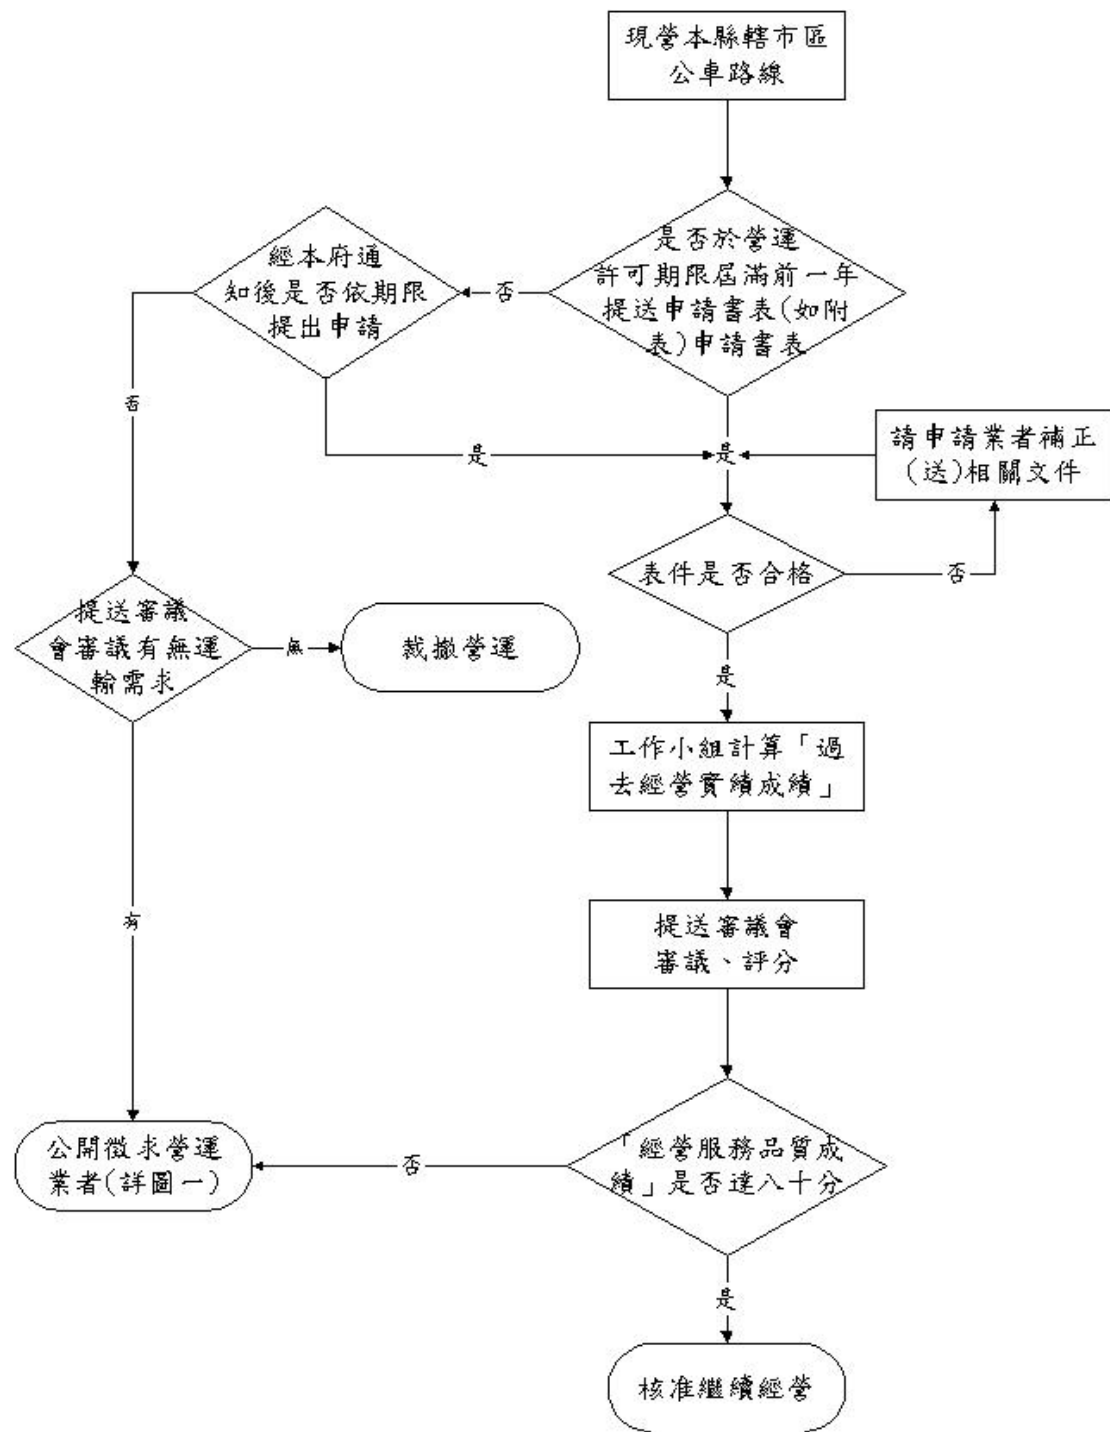 現營本縣轄市區
公車路線
是否於營運
許可期限屆滿前一年
提送申請書表(如附
表)申請書表
否
經本府通
知後是否依期限
提出申請
否
是
是
請申請業者補正
(送)相關文件
表件是否合格
否
提送審議
會審議有無運
輸需求
無
裁撤營運
是
工作小組計算「過
去經營實績成績」
有
提送審議會
審議、評分
「經營服務品質成
績」是否達八十分
否
公開徵求營運
業者(詳圖一)
是
核准繼續經營